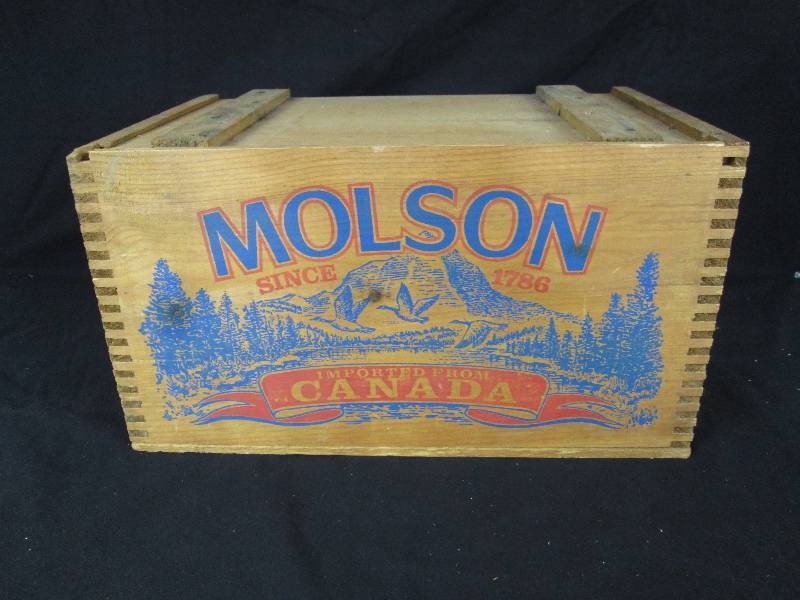 MOLSON
SINCE 1786
IMPORTED FROM
CANADA